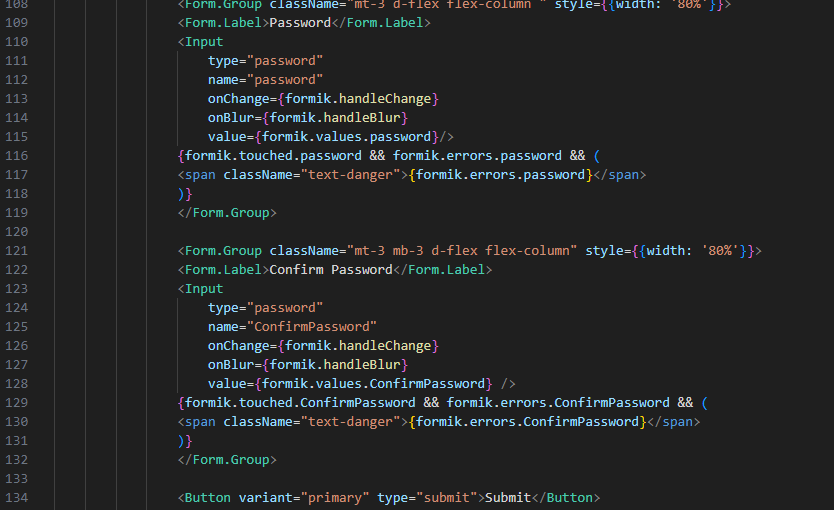 108 <Form.Group className="mt-3 d-flex flex-column " style={{width: '80%'}}>
109 <Form.Label>Password</Form.Label>
110 <Input
111 type="password"
112 name="password"
113 onChange={formik.handleChange}
114 onBlur={formik.handleBlur}
115 value={formik.values.password}/>
116 {formik.touched.password && formik.errors.password && (
117 <span className="text-danger">{formik.errors.password}</span>
118 )}
119 </Form.Group>
120
121 <Form.Group className="mt-3 mb-3 d-flex flex-column" style={{width: '80%'}}>
122 <Form.Label>Confirm Password</Form.Label>
123 <Input
124 type="password"
125 name="ConfirmPassword"
126 onChange={formik.handleChange}
127 onBlur={formik.handleBlur}
128 value={formik.values.ConfirmPassword} />
129 {formik.touched.ConfirmPassword && formik.errors.ConfirmPassword && (
130 <span className="text-danger">{formik.errors.ConfirmPassword}</span>
131 )}
132 </Form.Group>
133
134 <Button variant="primary" type="submit">Submit</Button>